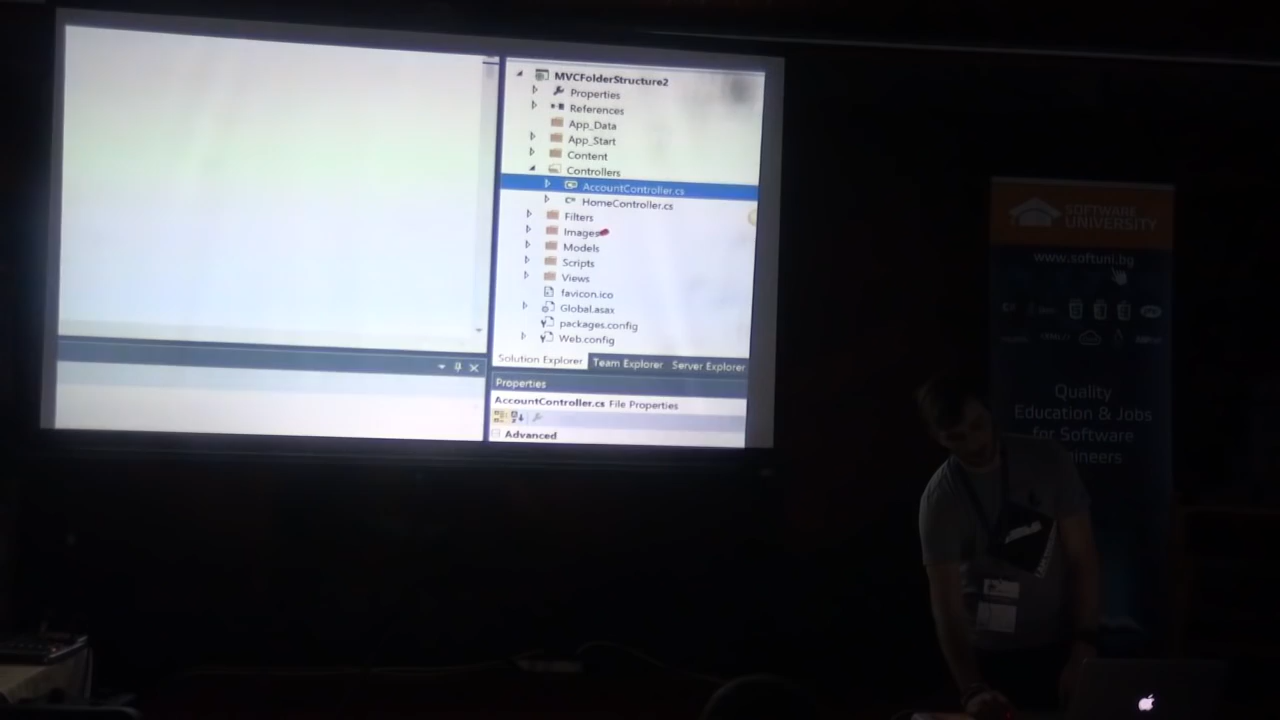 MVCFolderStructure2
Properties
References
App_Data
App_Start
Content
Controllers
AccountController.cs
HomeController.cs
Filters
Images
Models
Scripts
Views
favicon.ico
Global.asax
packages.config
Web.config
Solution Explorer Team Explorer Server Explorer
Properties
AccountController.cs File Properties
Advanced
SOFTWARE
UNIVERSITY
www.softuni.bg
Quality
Education & Jobs
for Software